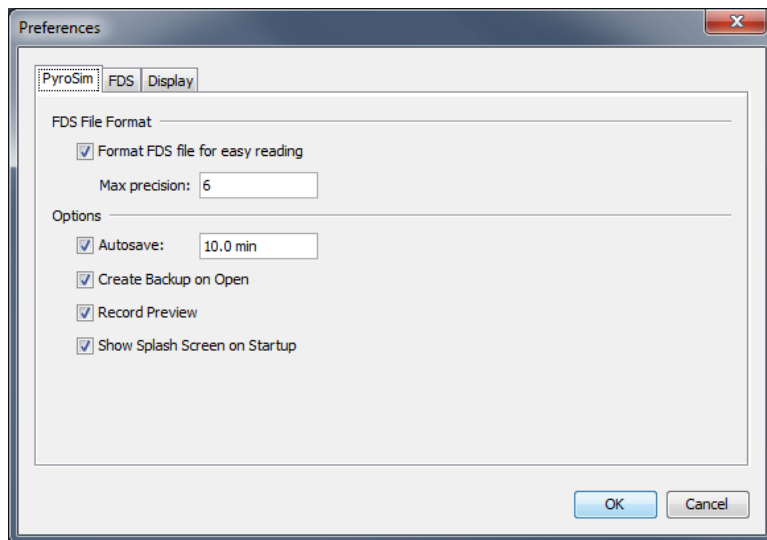 Preferences
PyroSim FDS Display
FDS File Format
Format FDS file for easy reading
Max precision: 6
Options
Autosave: 10.0 min
Create Backup on Open
Record Preview
Show Splash Screen on Startup
OK Cancel